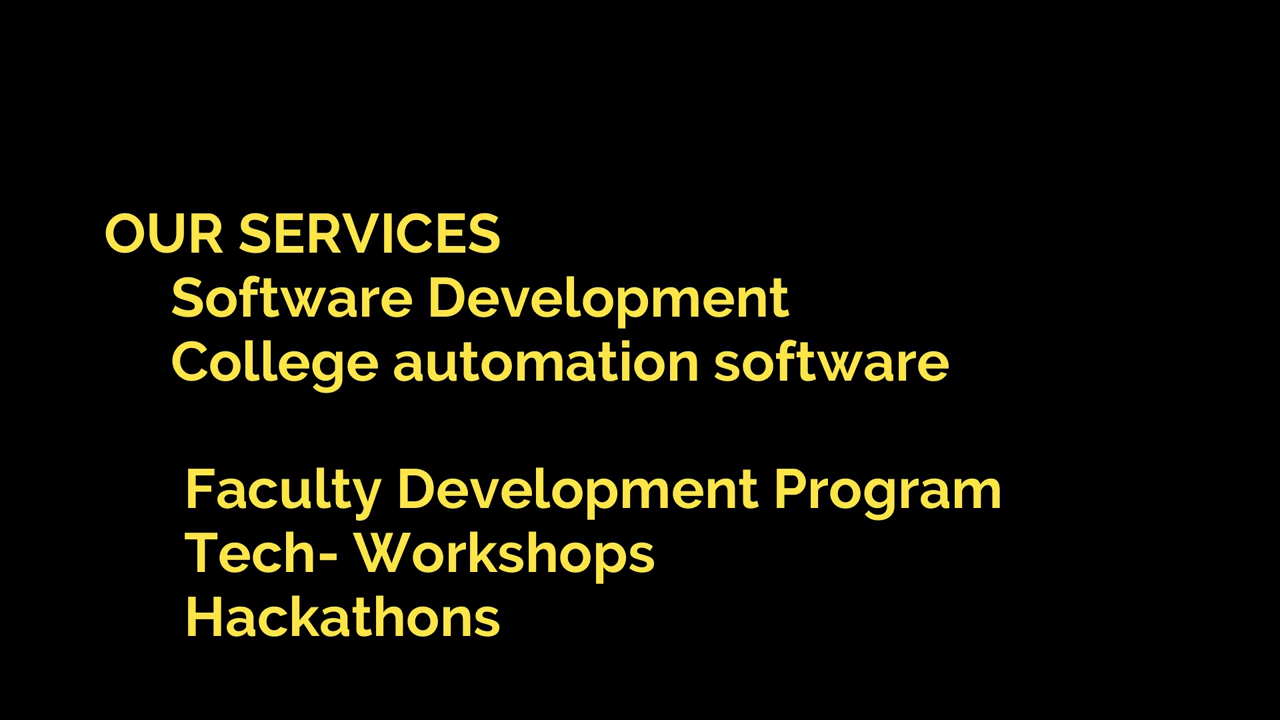 OUR SERVICES
Software Development
College automation software
Faculty Development Program
Tech- Workshops
Hackathons